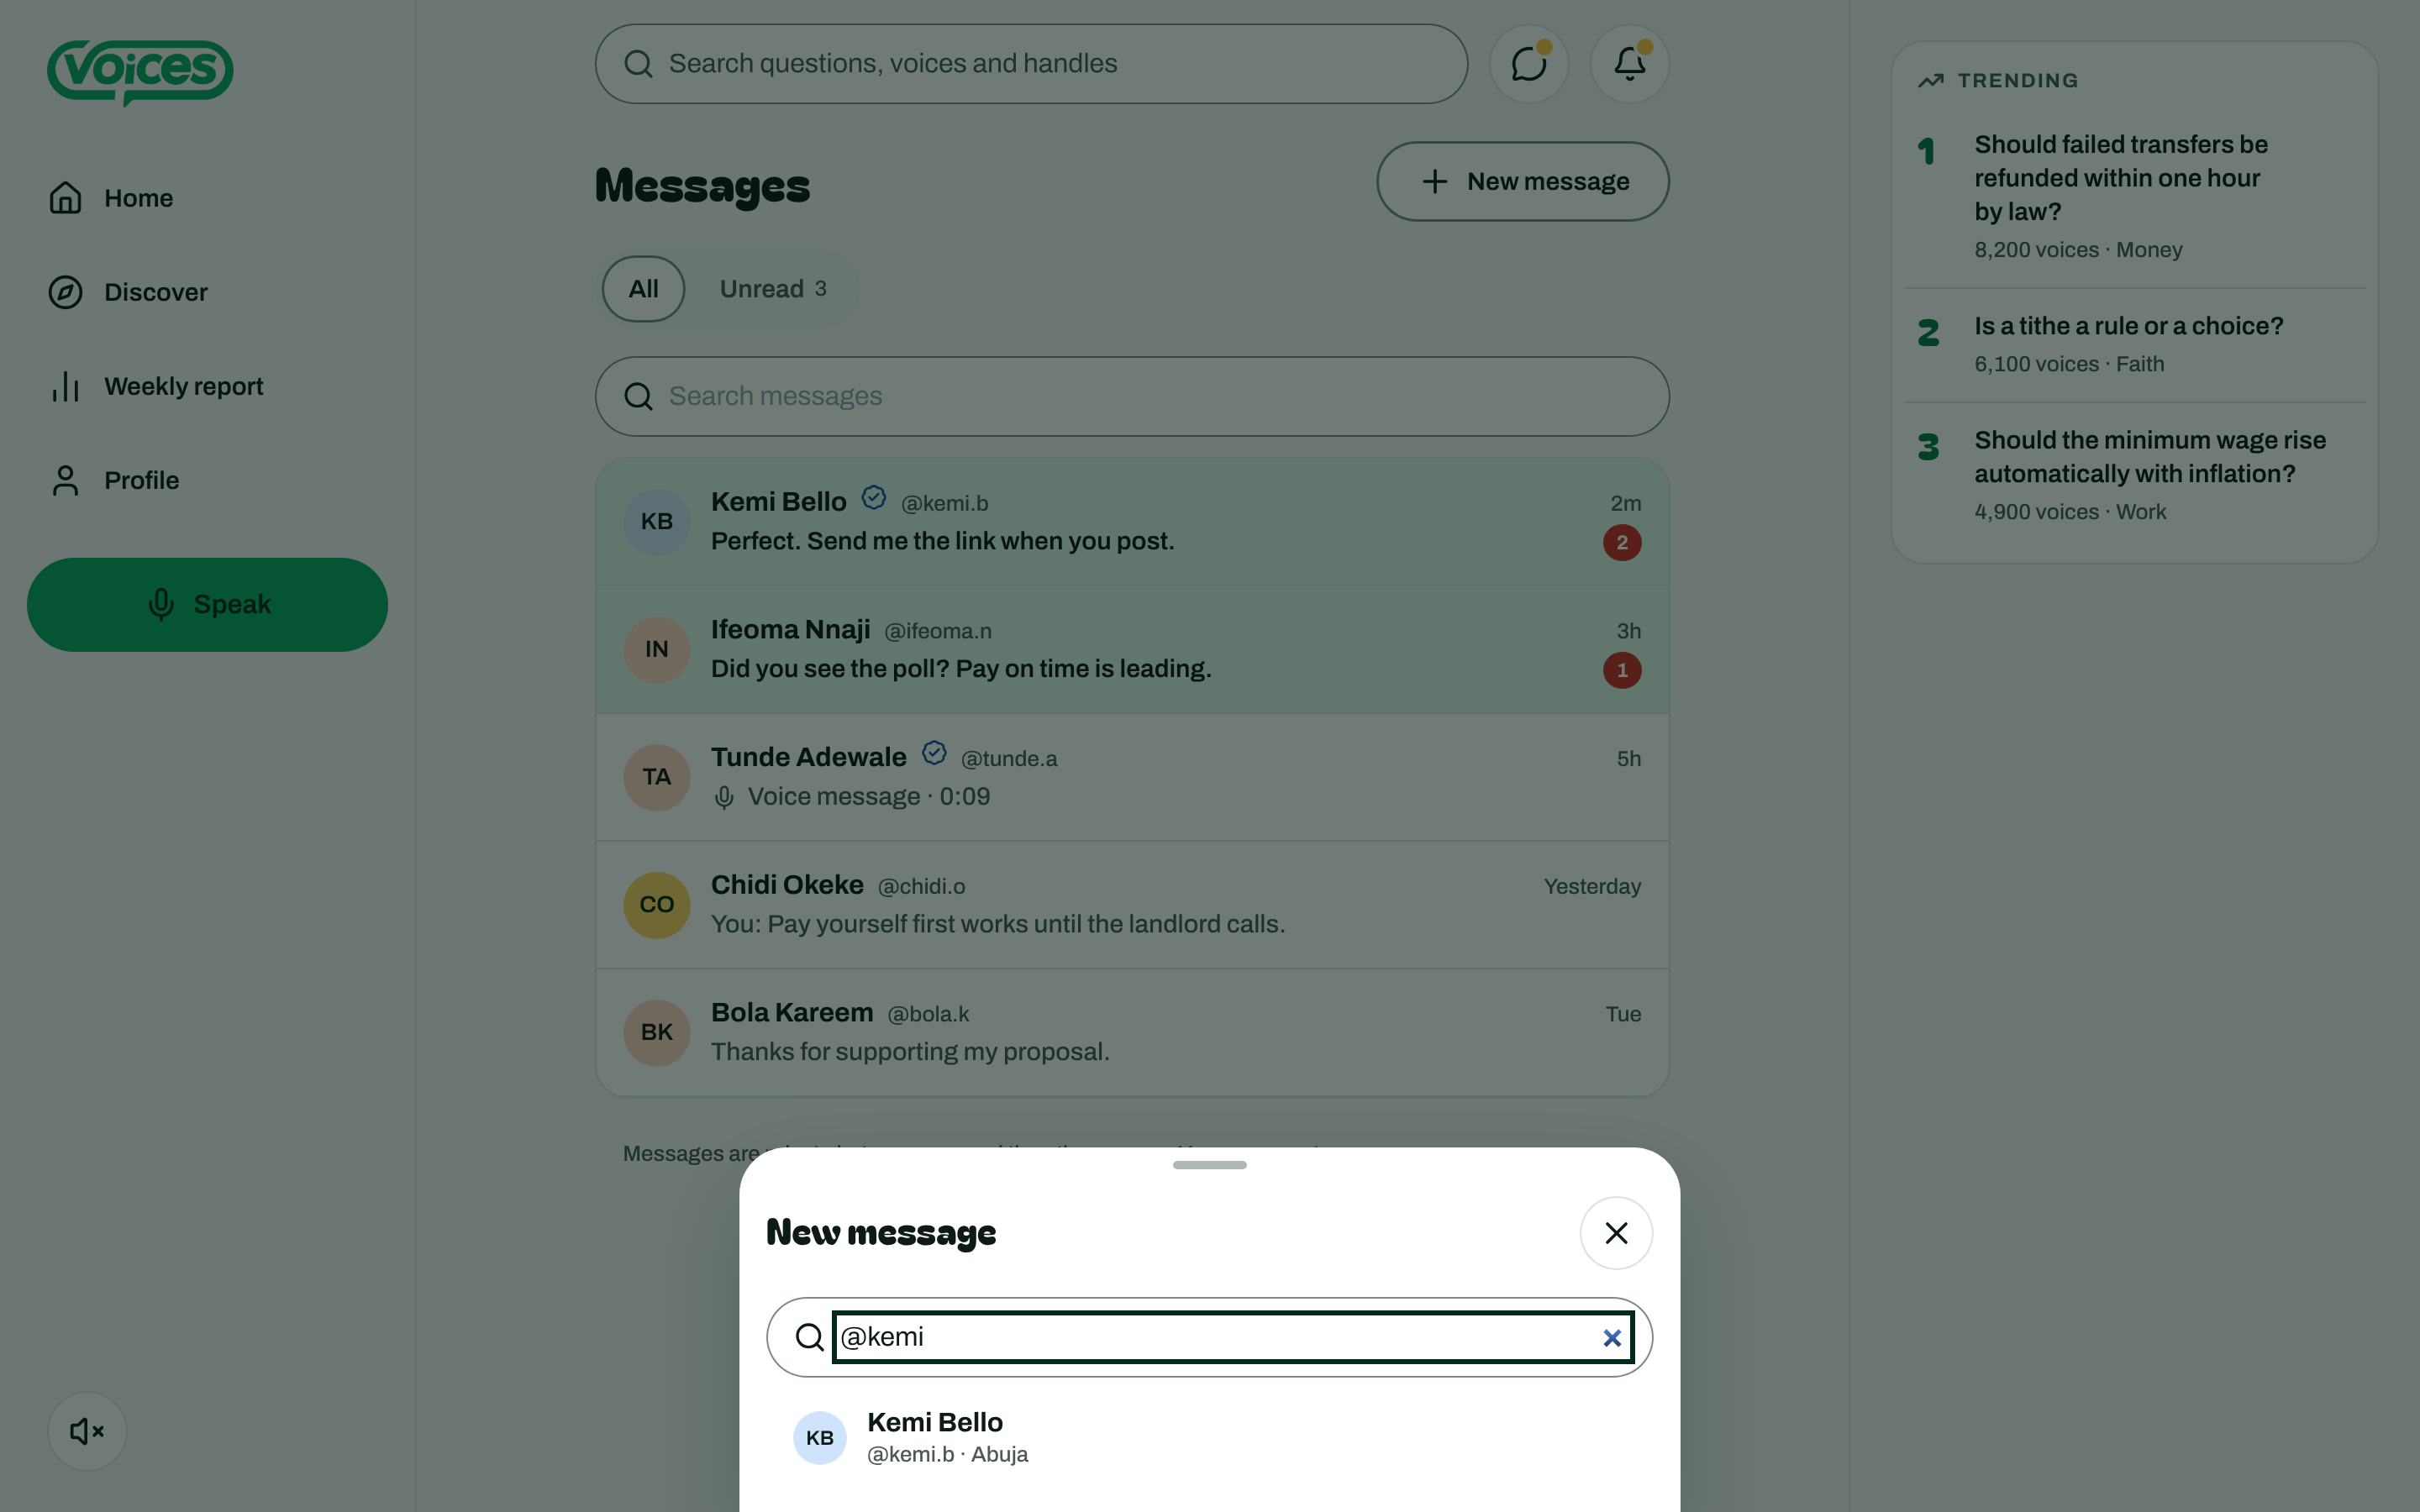 Voices
Home
Discover
Weekly report
Profile
Speak
Search questions, voices and handles
Messages
New message
All
Unread 3
Search messages
KB
Kemi Bello @kemi.b 2m
Perfect. Send me the link when you post. 2
IN
Ifeoma Nnaji @ifeoma.n 3h
Did you see the poll? Pay on time is leading. 1
TA
Tunde Adewale @tunde.a 5h
Voice message · 0:09
CO
Chidi Okeke @chidi.o Yesterday
You: Pay yourself first works until the landlord calls.
BK
Bola Kareem @bola.k Tue
Thanks for supporting my proposal.
Messages are
New message
@kemi
KB
Kemi Bello
@kemi.b · Abuja
TRENDING
1
Should failed transfers be
refunded within one hour
by law?
8,200 voices · Money
2
Is a tithe a rule or a choice?
6,100 voices · Faith
3
Should the minimum wage rise
automatically with inflation?
4,900 voices · Work